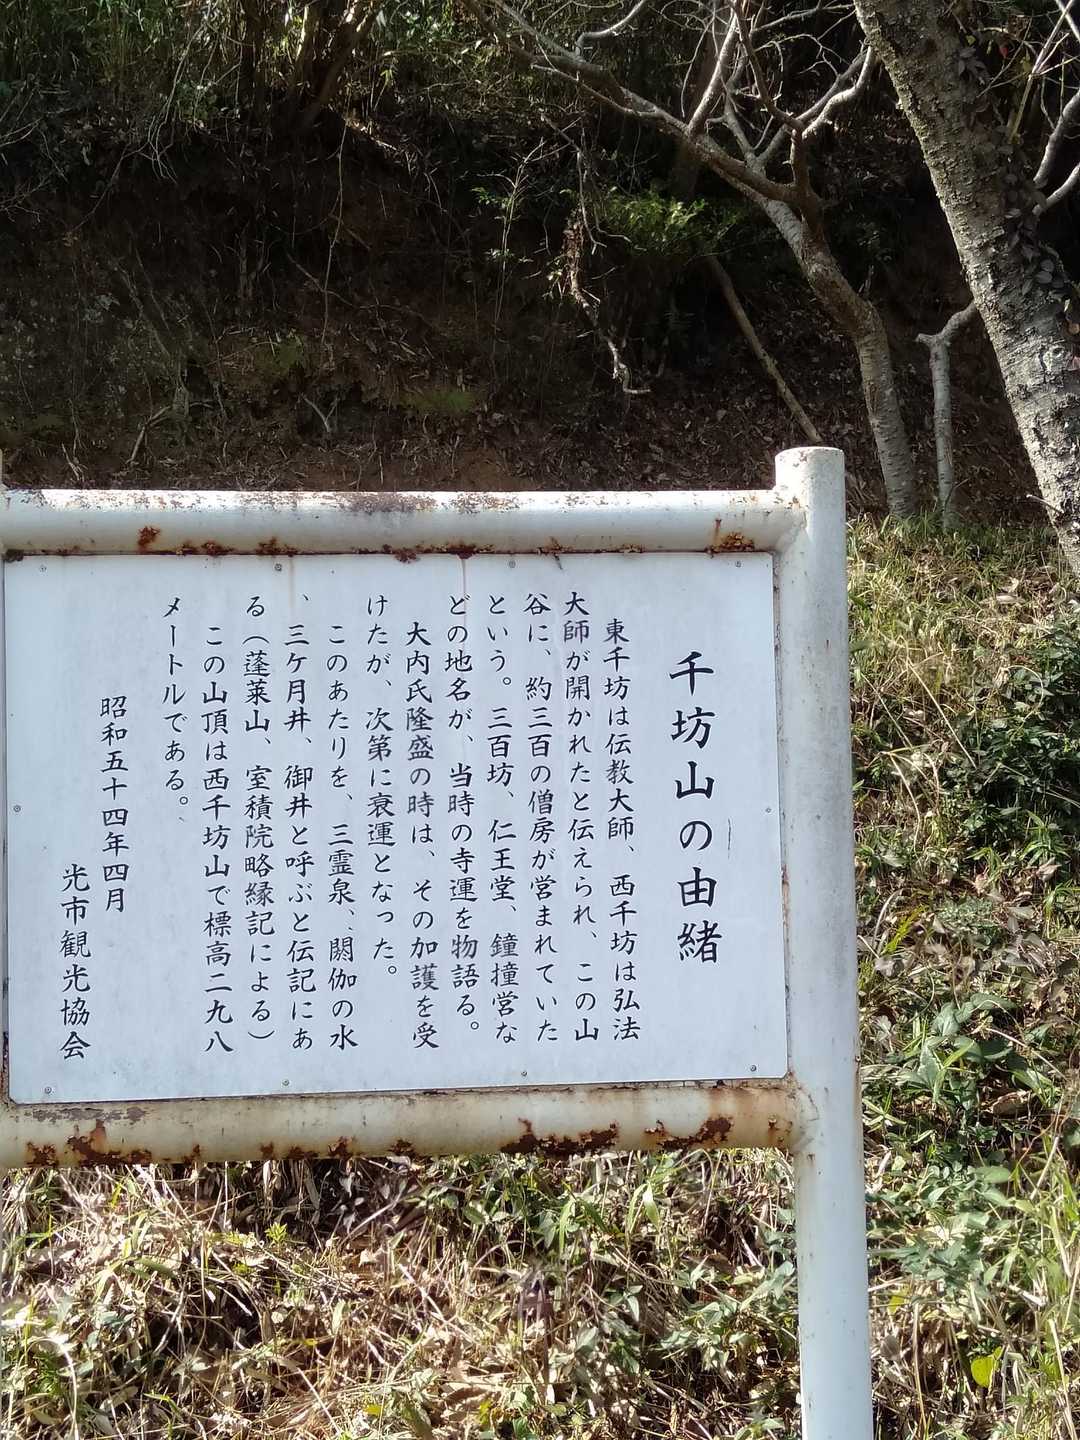 千坊山の由緒
東千坊は伝教大師、西千坊は弘法
大師が開かれたと伝えられ、この山
谷に、約三百の僧房が営まれていた
という。三百坊、仁王堂、鐘撞営な
どの地名が、当時の寺運を物語る。
大内氏隆盛の時は、その加護を受
けたが、次第に衰運となった。
このあたりを、三霊泉、閼伽の水
、三ケ月井、御井と呼ぶと伝記にあ
る（蓬莱山、室積院略縁記による）
この山頂は西千坊山で標高二九八
メートルである。
昭和五十四年四月
光市観光協会